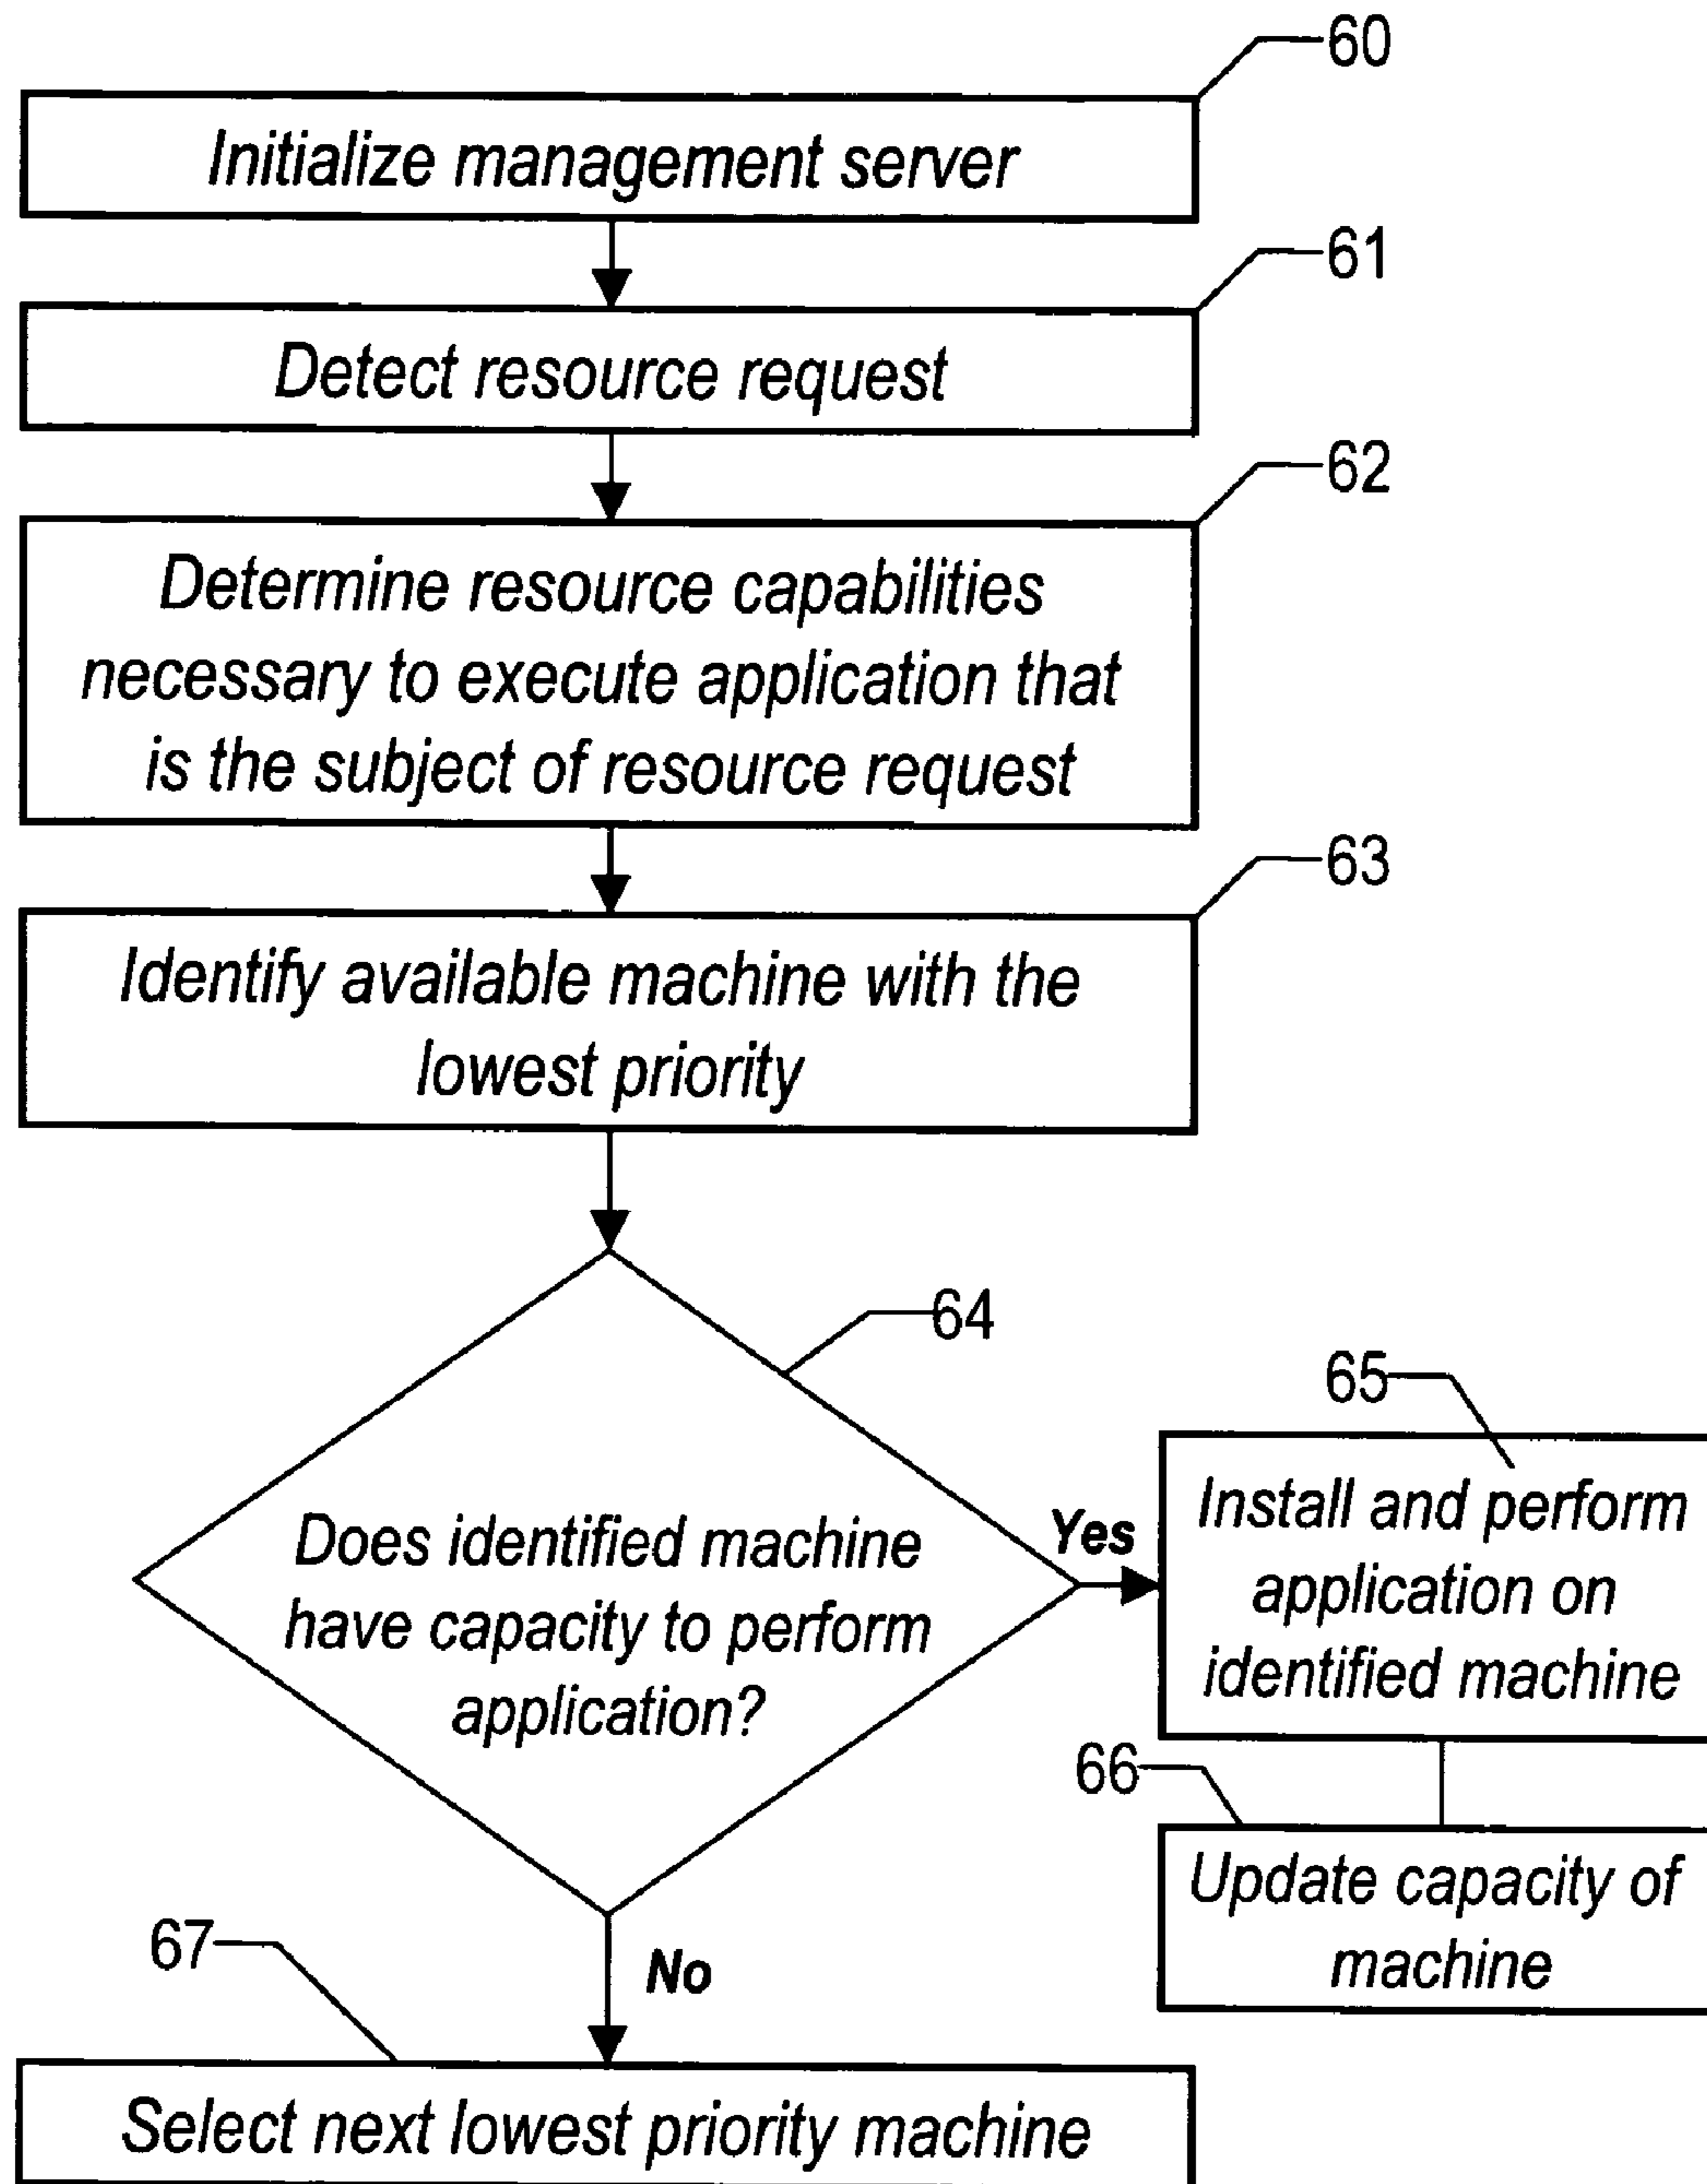 60
Initialize management server
61
Detect resource request
62
Determine resource capabilities
necessary to execute application that
is the subject of resource request
63
Identify available machine with the
lowest priority
64
Does identified machine
have capacity to perform
application?
Yes
65
Install and perform
application on
identified machine
66
Update capacity of
machine
No
67
Select next lowest priority machine